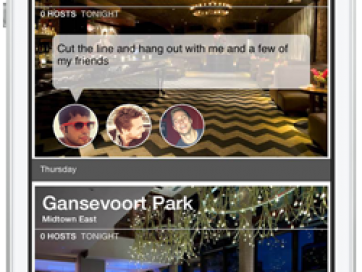 0 HOSTS TONIGHT
Cut the line and hang out with me and a few of
my friends
Thursday
Gansevoort Park
Midtown East
0 HOSTS TONIGHT